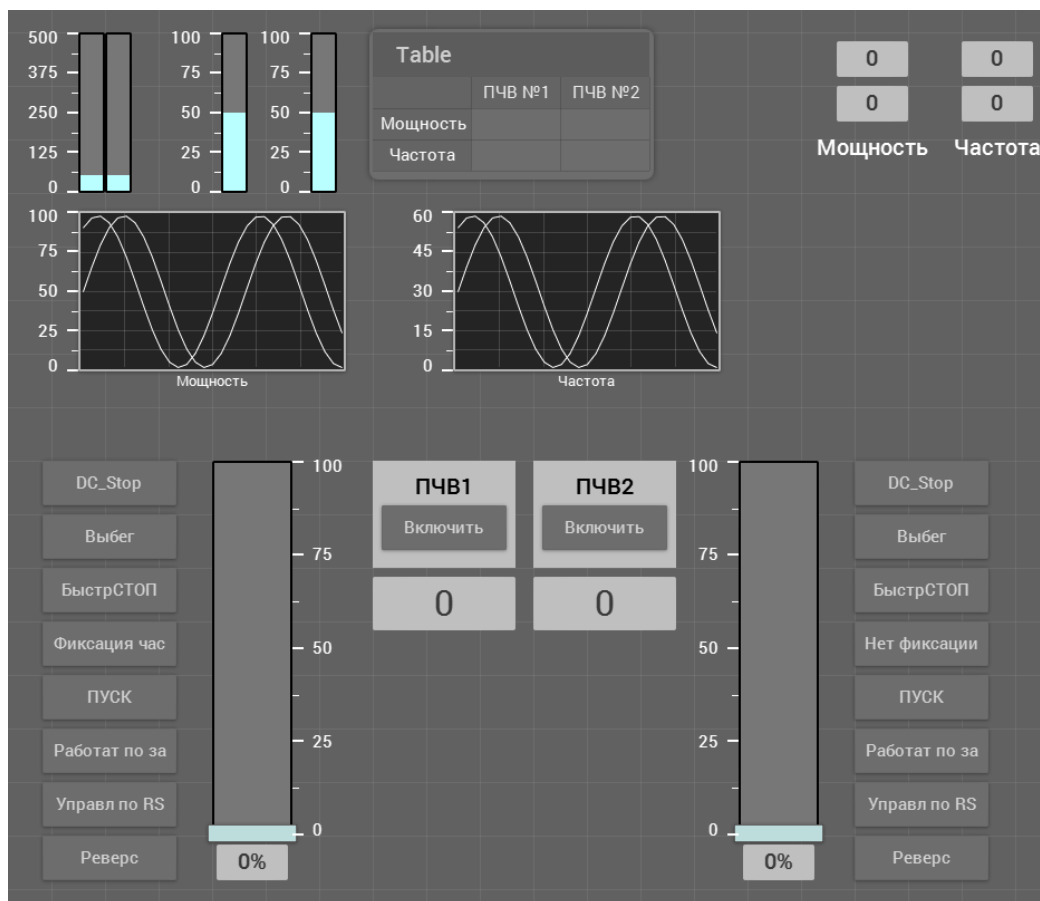 500
375
250
125
0
100
75
50
25
0
100
75
50
25
0
Table
ПЧВ №1 ПЧВ №2
Мощность
Частота
0 0
0 0
Мощность Частота
100
75
50
25
0
Мощность
60
45
30
15
0
Частота
DC_Stop
Выбег
БыстрСТОП
Фиксация час
ПУСК
Работат по за
Управл по RS
Реверс
100
75
50
25
0
0%
ПЧВ1
Включить
0
ПЧВ2
Включить
0
100
75
50
25
0
0%
DC_Stop
Выбег
БыстрСТОП
Нет фиксации
ПУСК
Работат по за
Управл по RS
Реверс